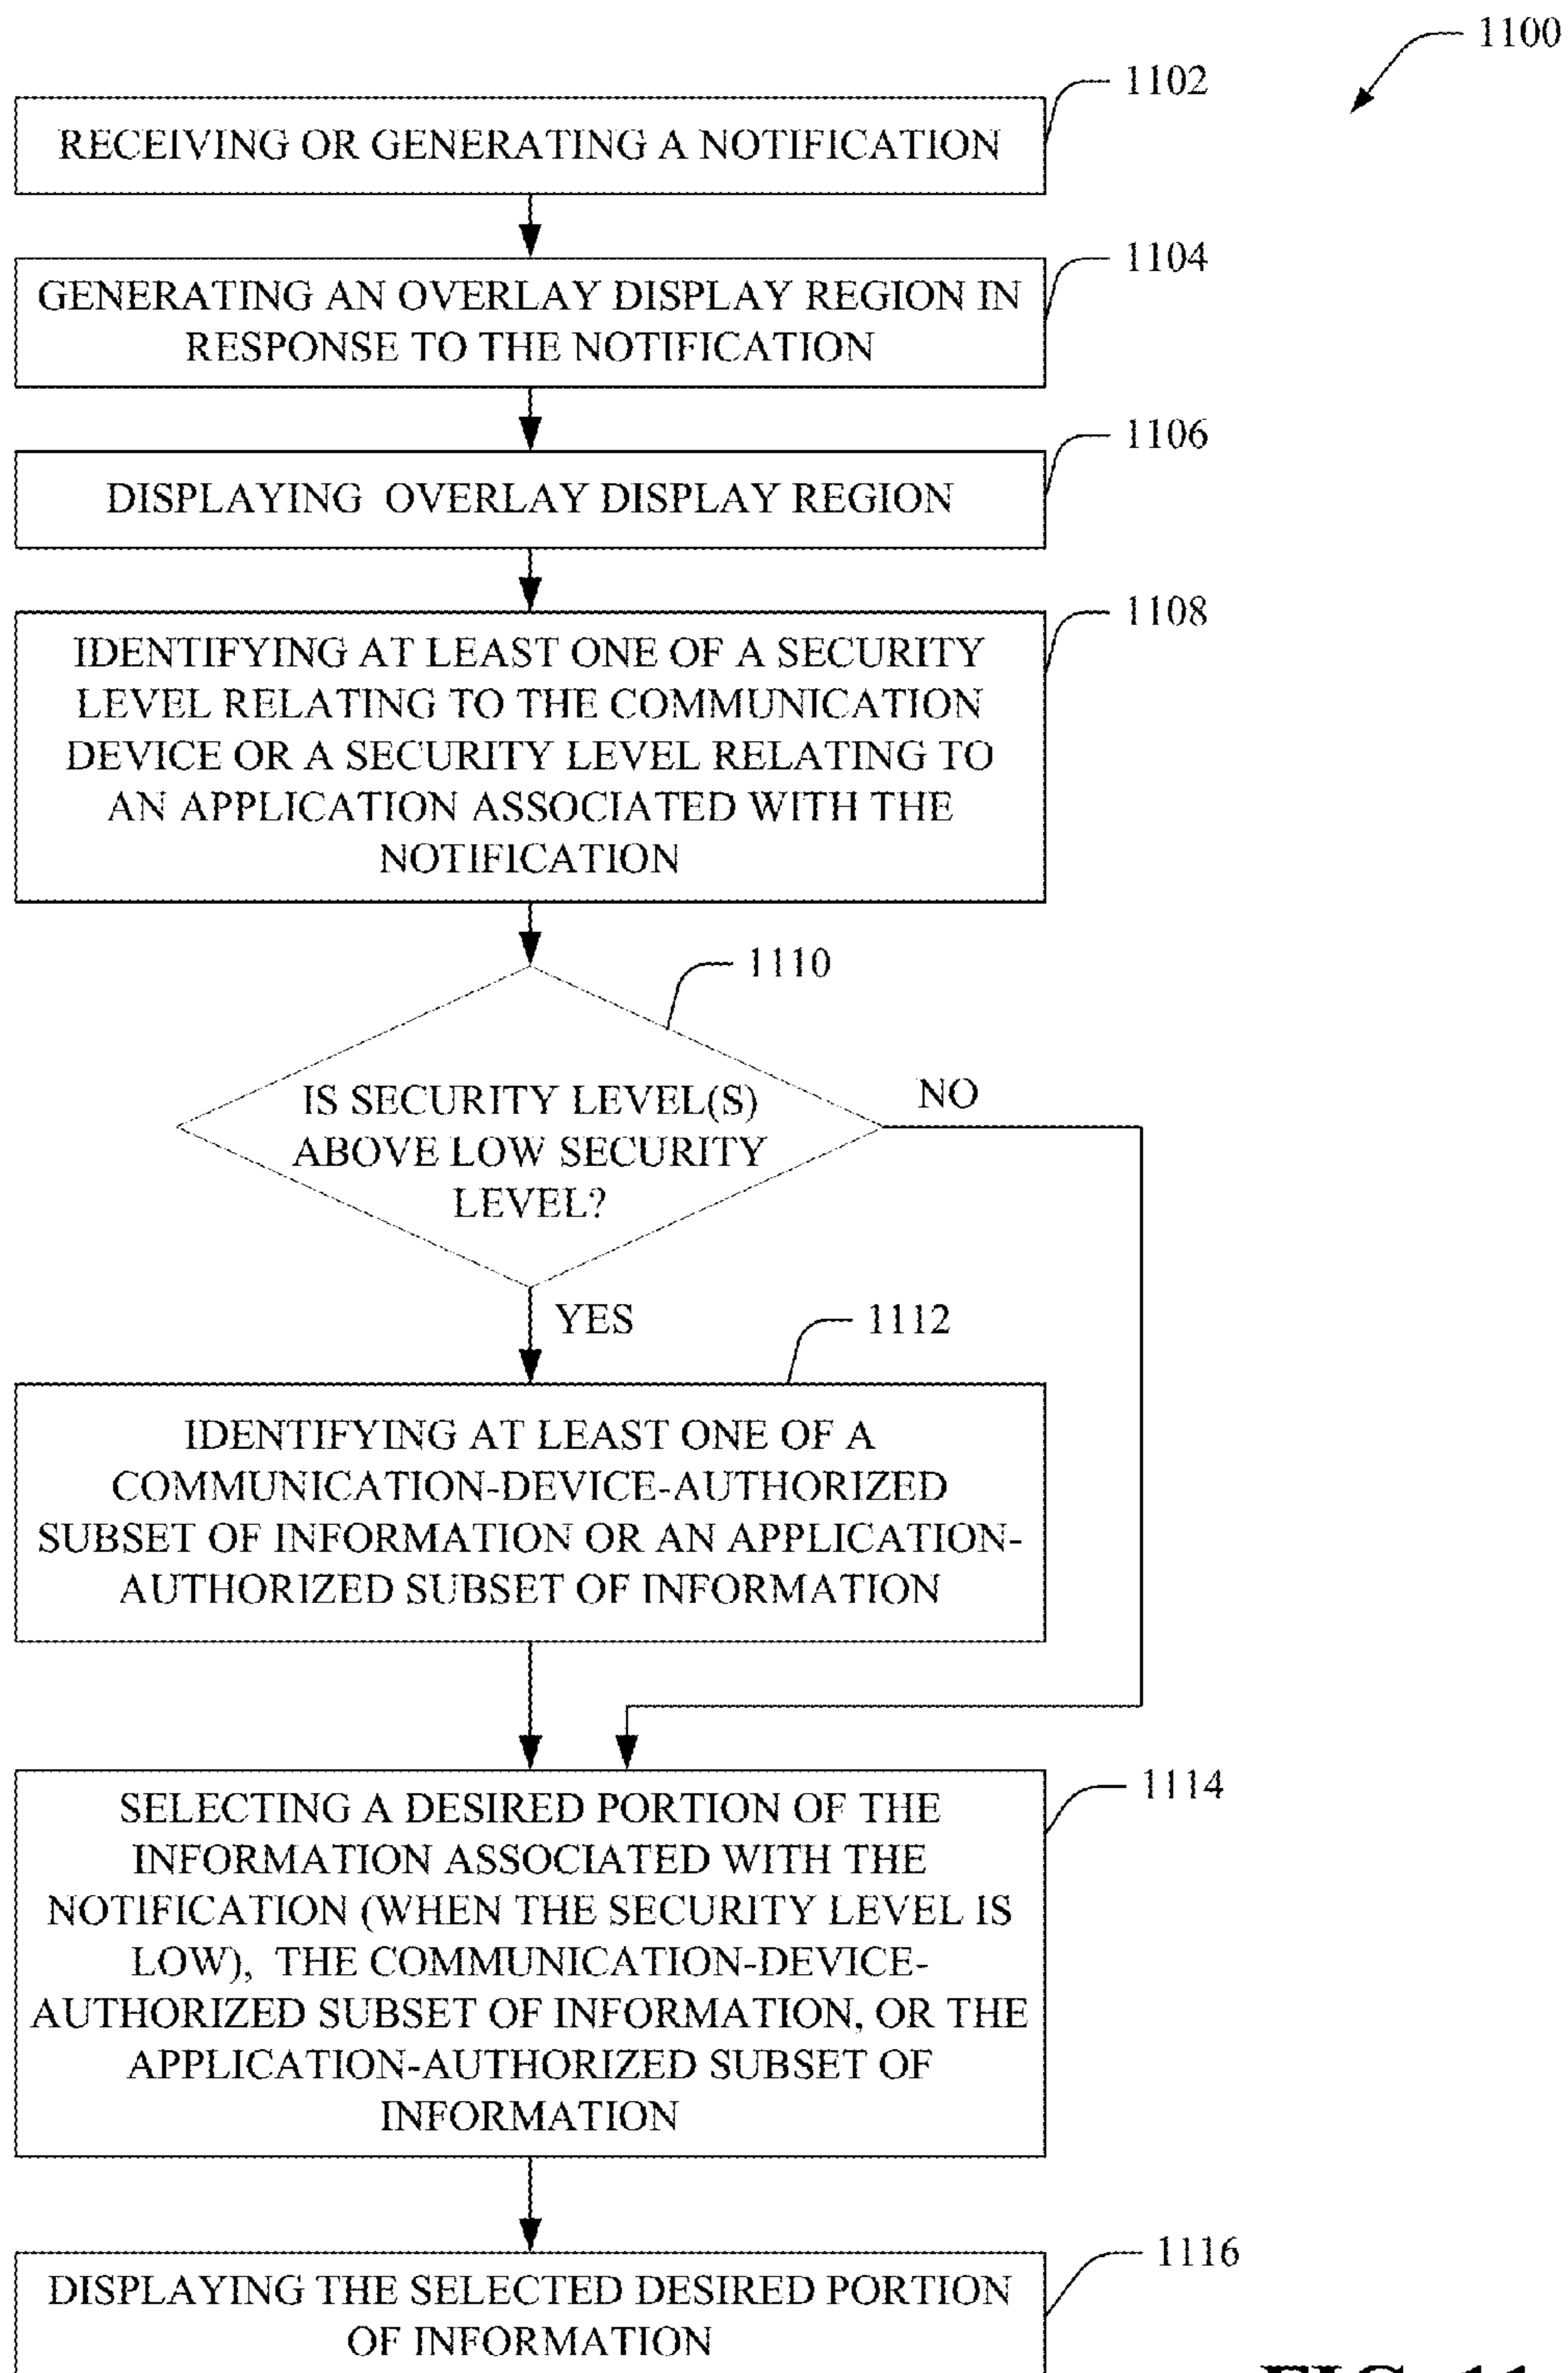 1100
1102
RECEIVING OR GENERATING A NOTIFICATION
1104
GENERATING AN OVERLAY DISPLAY REGION IN
RESPONSE TO THE NOTIFICATION
1106
DISPLAYING OVERLAY DISPLAY REGION
1108
IDENTIFYING AT LEAST ONE OF A SECURITY
LEVEL RELATING TO THE COMMUNICATION
DEVICE OR A SECURITY LEVEL RELATING TO
AN APPLICATION ASSOCIATED WITH THE
NOTIFICATION
1110
IS SECURITY LEVEL(S)
ABOVE LOW SECURITY
LEVEL?
NO
YES
1112
IDENTIFYING AT LEAST ONE OF A
COMMUNICATION-DEVICE-AUTHORIZED
SUBSET OF INFORMATION OR AN APPLICATION-
AUTHORIZED SUBSET OF INFORMATION
1114
SELECTING A DESIRED PORTION OF THE
INFORMATION ASSOCIATED WITH THE
NOTIFICATION (WHEN THE SECURITY LEVEL IS
LOW), THE COMMUNICATION-DEVICE-
AUTHORIZED SUBSET OF INFORMATION, OR THE
APPLICATION-AUTHORIZED SUBSET OF
INFORMATION
1116
DISPLAYING THE SELECTED DESIRED PORTION
OF INFORMATION